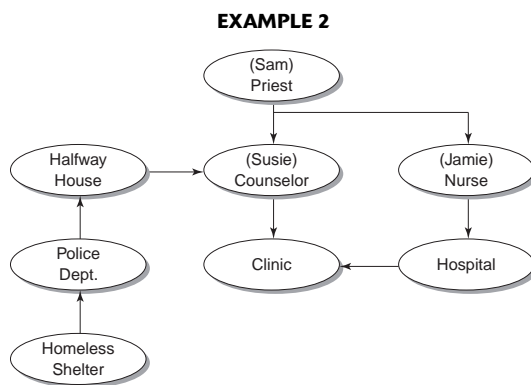 EXAMPLE 2
(Sam)
Priest
Halfway
House
(Susie)
Counselor
(Jamie)
Nurse
Police
Dept.
Clinic
Hospital
Homeless
Shelter